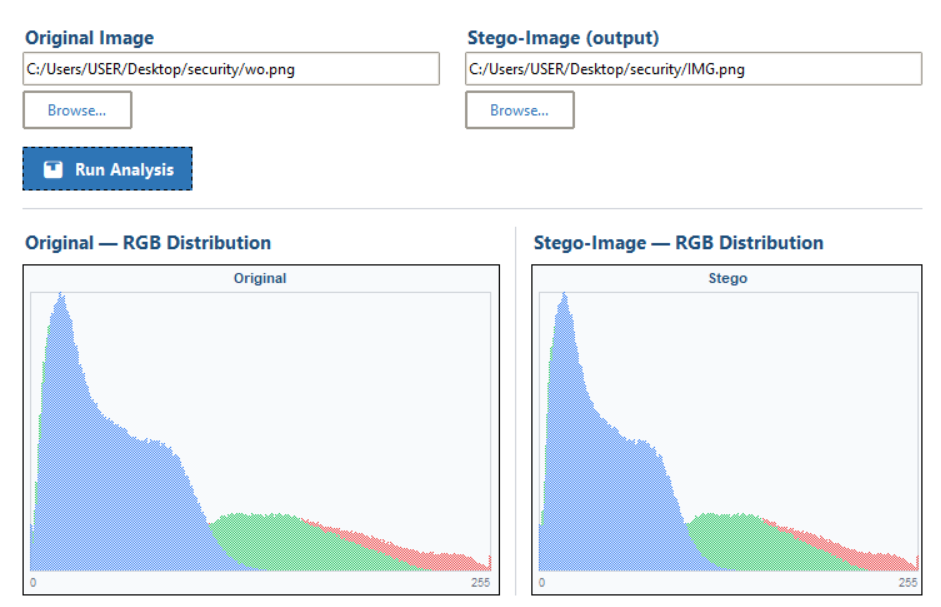 Original Image
Stego-Image (output)
C:/Users/USER/Desktop/security/wo.png
C:/Users/USER/Desktop/security/IMG.png
Browse...
Browse...
Run Analysis
Original — RGB Distribution
Stego-Image — RGB Distribution
Original
Stego
0
255
0
255